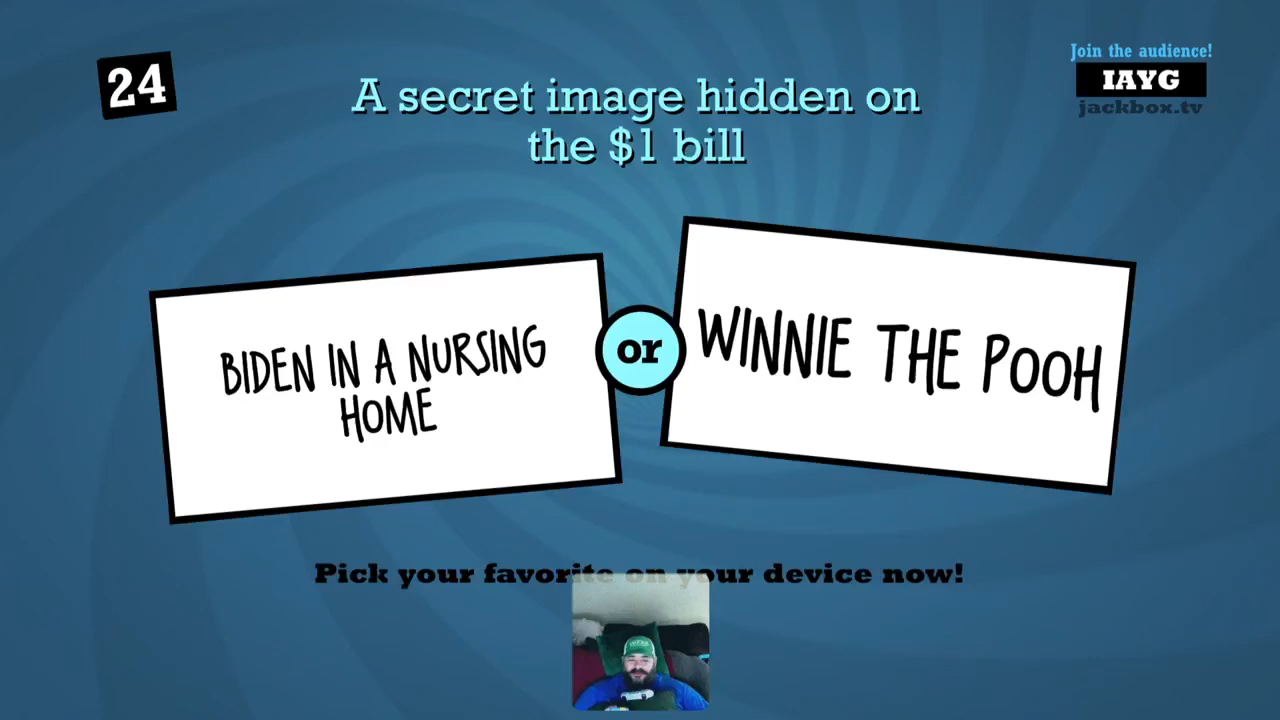 24
A secret image hidden on
the $1 bill
Join the audience!
IAYG
jackbox.tv
BIDEN IN A NURSING
HOME
or
WINNIE THE POOH
Pick your favorite on your device now!